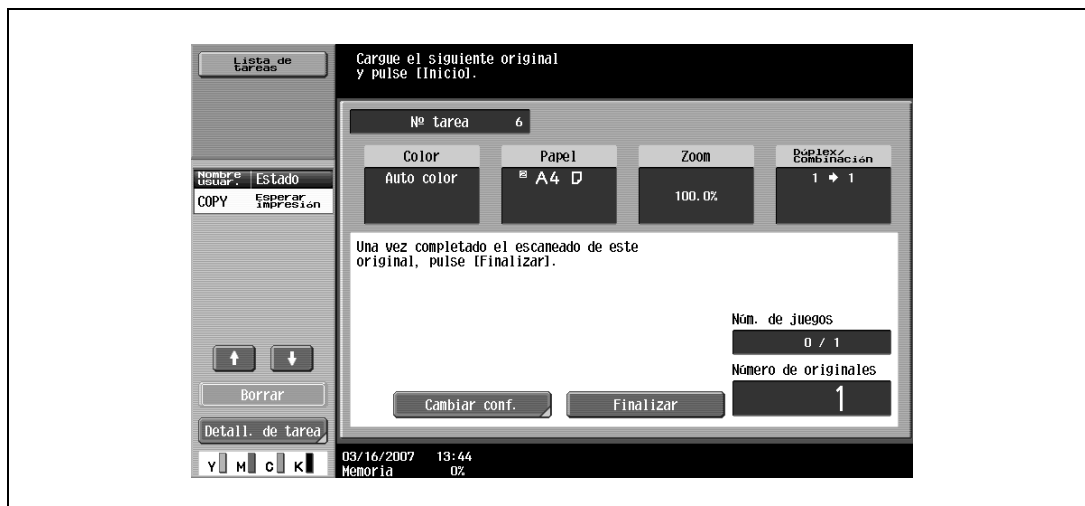 Lista de
tareas
Cargue el siguiente original
y pulse [Inicio].
Nº tarea 6
Color Papel Zoom Dúplex/
Combinación
Auto color A4 100.0% 1 → 1
Nombre
usuar. Estado
COPY Esperar
impresión
Una vez completado el escaneado de este
original, pulse [Finalizar].
Núm. de juegos
0 / 1
Número de originales
1
Borrar
Cambiar conf. Finalizar
Detall. de tarea
Y M C K
03/16/2007 13:44
Memoria 0%